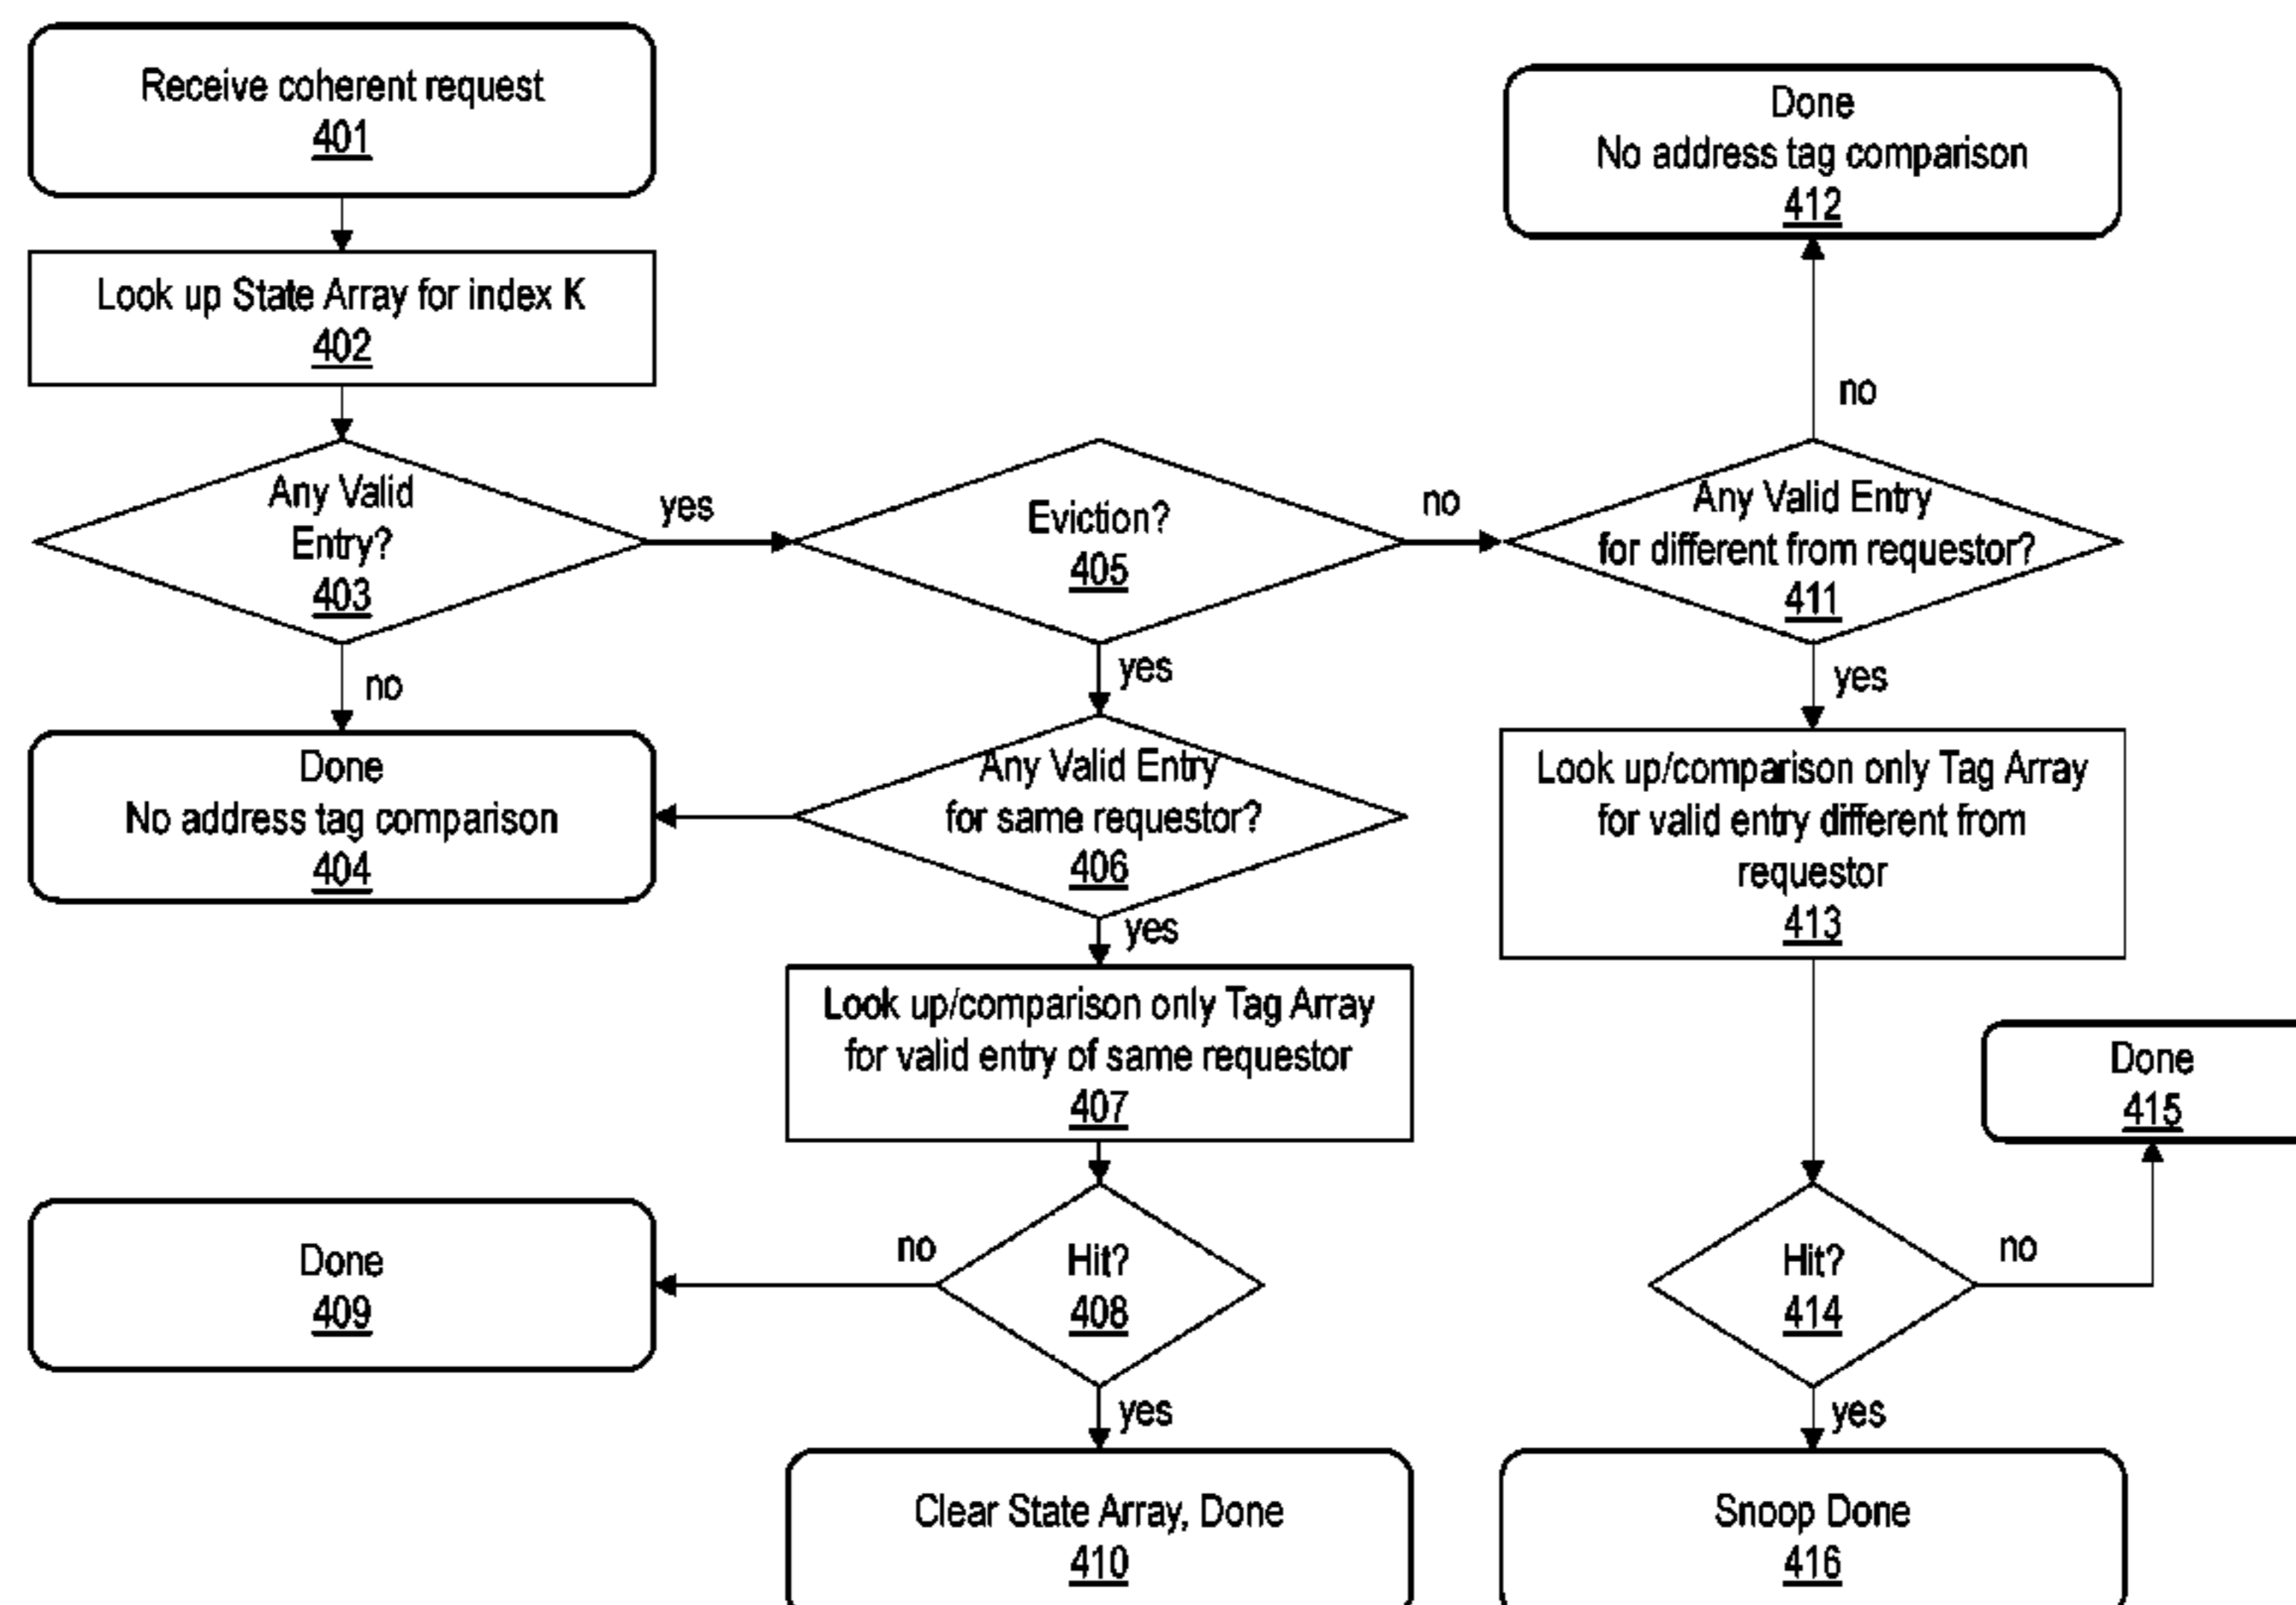 Receive coherent request
401
Look up State Array for index K
402
Any Valid
Entry?
403
yes
no
Done
No address tag comparison
404
Eviction?
405
no
yes
Any Valid Entry
for same requestor?
406
yes
Look up/comparison only Tag Array
for valid entry of same requestor
407
Hit?
408
no
Done
409
yes
Clear State Array, Done
410
Any Valid Entry
for different from requestor?
411
no
Done
No address tag comparison
412
yes
Look up/comparison only Tag Array
for valid entry different from
requestor
413
Hit?
414
no
Done
415
yes
Snoop Done
416